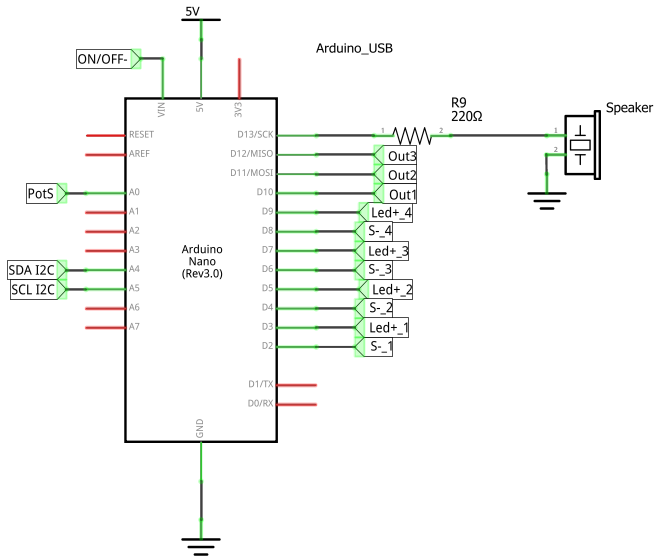 5V
Arduino_USB
ON/OFF-
VIN
5V
3V3
R9
220Ω
Speaker
RESET
D13/SCK
1
2
1
AREF
D12/MISO
Out3
2
D11/MOSI
Out2
PotS
A0
D10
Out1
A1
D9
Led+_4
A2
D8
S-_4
Arduino
Nano
(Rev3.0)
A3
D7
Led+_3
SDA I2C
A4
D6
S-_3
SCL I2C
A5
D5
Led+_2
A6
D4
S-_2
A7
D3
Led+_1
D2
S-_1
D1/TX
D0/RX
GND